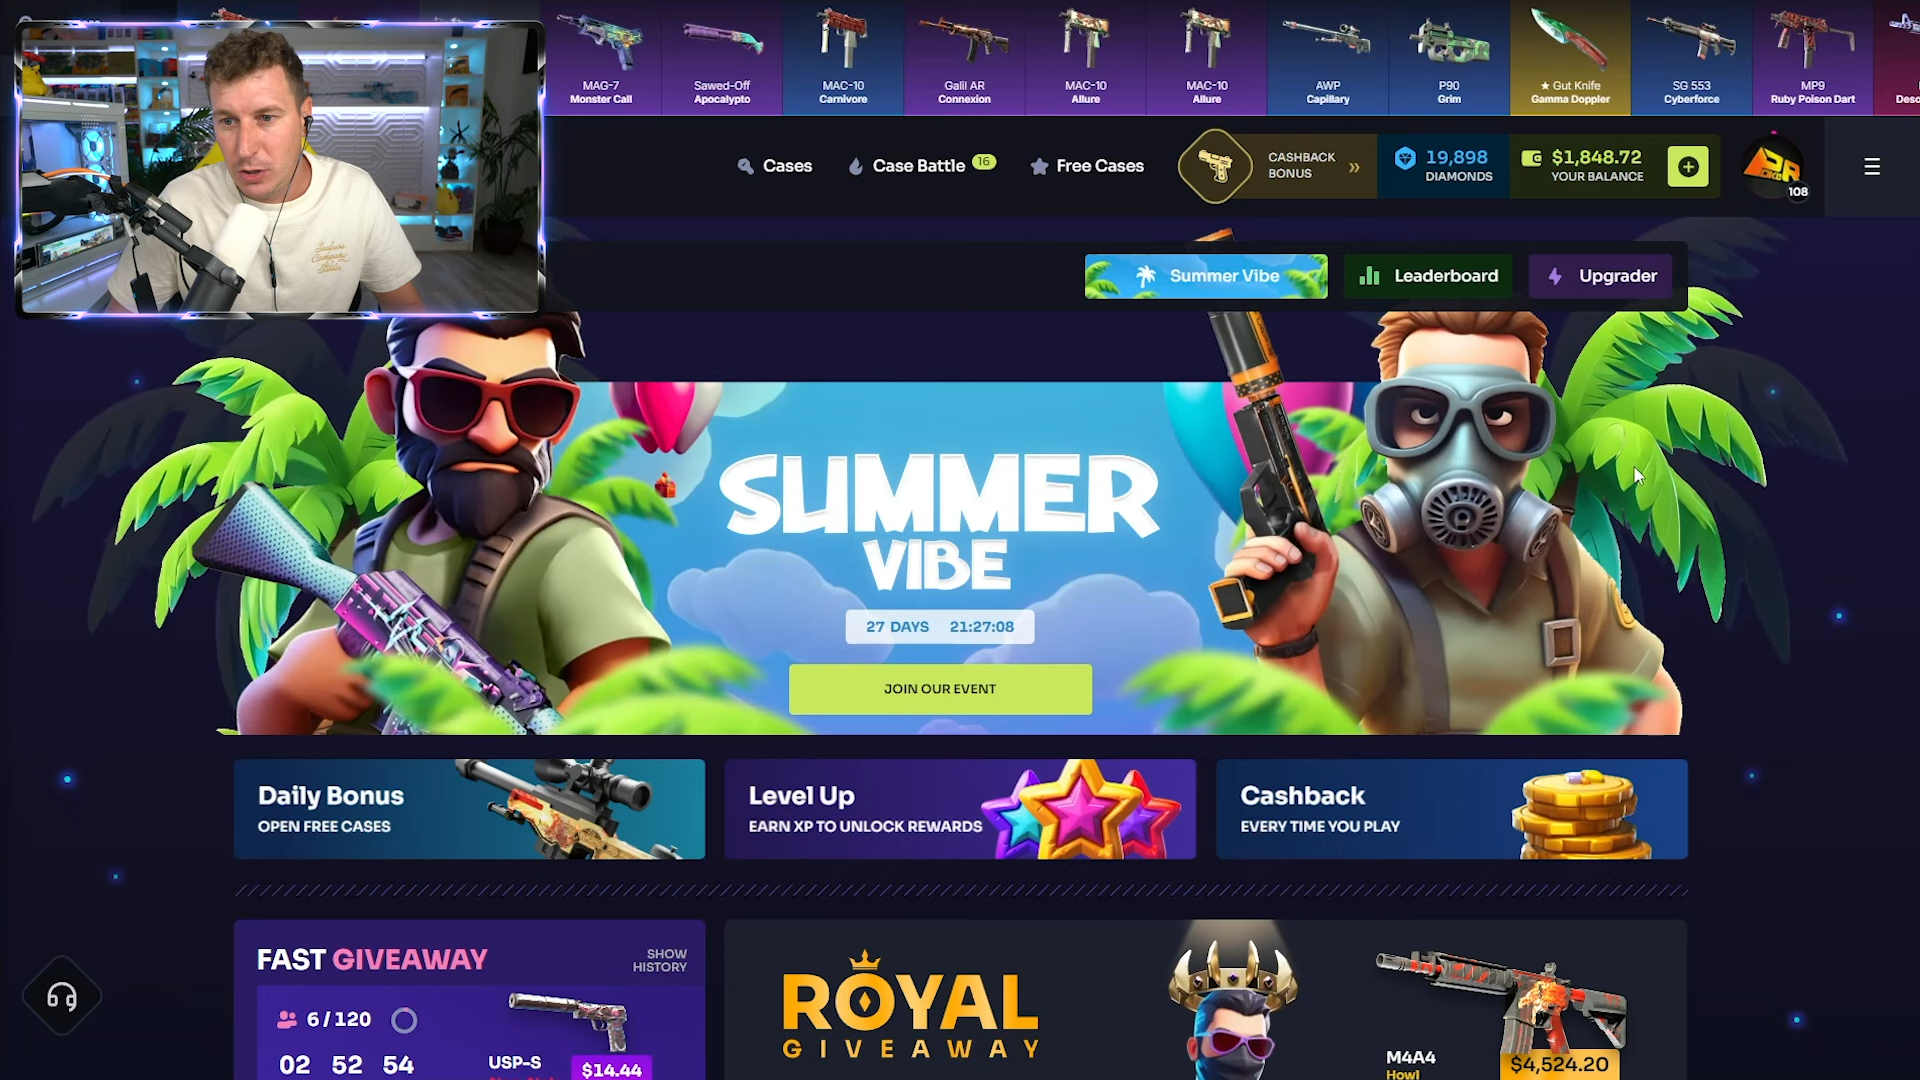 MAG-7
Monster Call
Sawed-Off
Apocalypto
MAC-10
Carnivore
Galil AR
Connexion
MAC-10
Allure
MAC-10
Allure
AWP
Capillary
P90
Grim
★ Gut Knife
Gamma Doppler
SG 553
Cyberforce
MP9
Ruby Poison Dart
Cases
Case Battle 16
Free Cases
CASHBACK
BONUS
19,898
DIAMONDS
$1,848.72
YOUR BALANCE
108
Summer Vibe
Leaderboard
Upgrader
SUMMER
VIBE
27 DAYS 21:27:08
JOIN OUR EVENT
Daily Bonus
OPEN FREE CASES
Level Up
EARN XP TO UNLOCK REWARDS
Cashback
EVERY TIME YOU PLAY
FAST GIVEAWAY
SHOW
HISTORY
6 / 120
02 52 54
USP-S
$14.44
ROYAL
GIVEAWAY
M4A4
Howl
$4,524.20